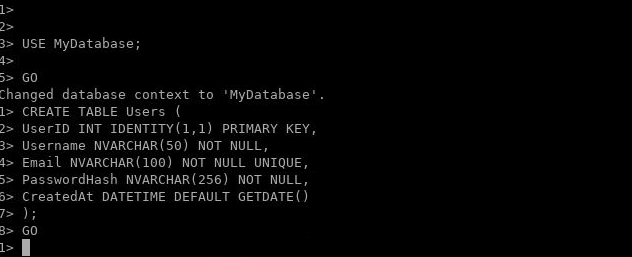 1>
2>
3> USE MyDatabase;
4>
5> GO
Changed database context to 'MyDatabase'.
1> CREATE TABLE Users (
2> UserID INT IDENTITY(1,1) PRIMARY KEY,
3> Username NVARCHAR(50) NOT NULL,
4> Email NVARCHAR(100) NOT NULL UNIQUE,
5> PasswordHash NVARCHAR(256) NOT NULL,
6> CreatedAt DATETIME DEFAULT GETDATE()
7> );
8> GO
1>